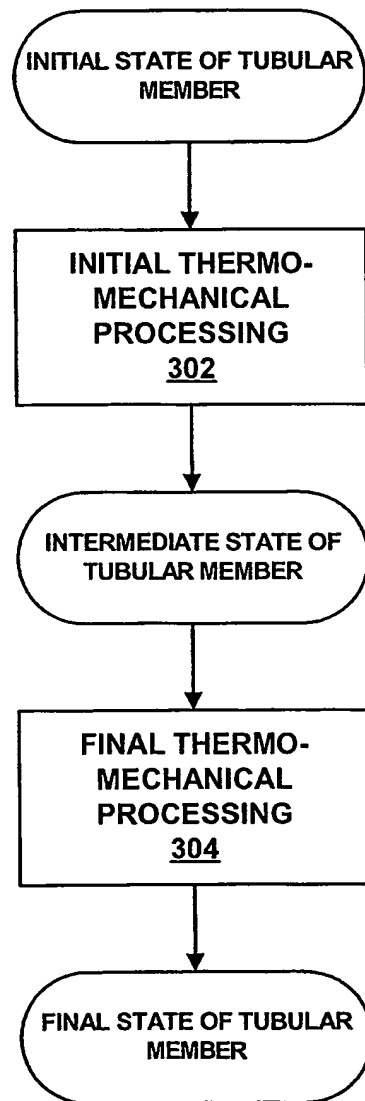 INITIAL STATE OF TUBULAR
MEMBER
INITIAL THERMO-
MECHANICAL
PROCESSING
302
INTERMEDIATE STATE OF
TUBULAR MEMBER
FINAL THERMO-
MECHANICAL
PROCESSING
304
FINAL STATE OF TUBULAR
MEMBER